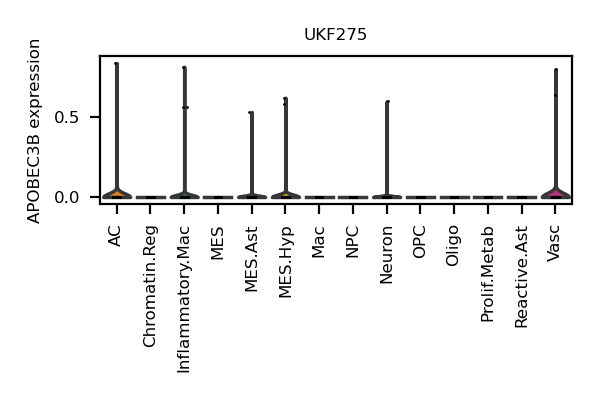 UKF275
APOBEC3B expression
0.5
0.0
AC
Chromatin.Reg
Inflammatory.Mac
MES
MES.Ast
MES.Hyp
Mac
NPC
Neuron
OPC
Oligo
Prolif.Metab
Reactive.Ast
Vasc